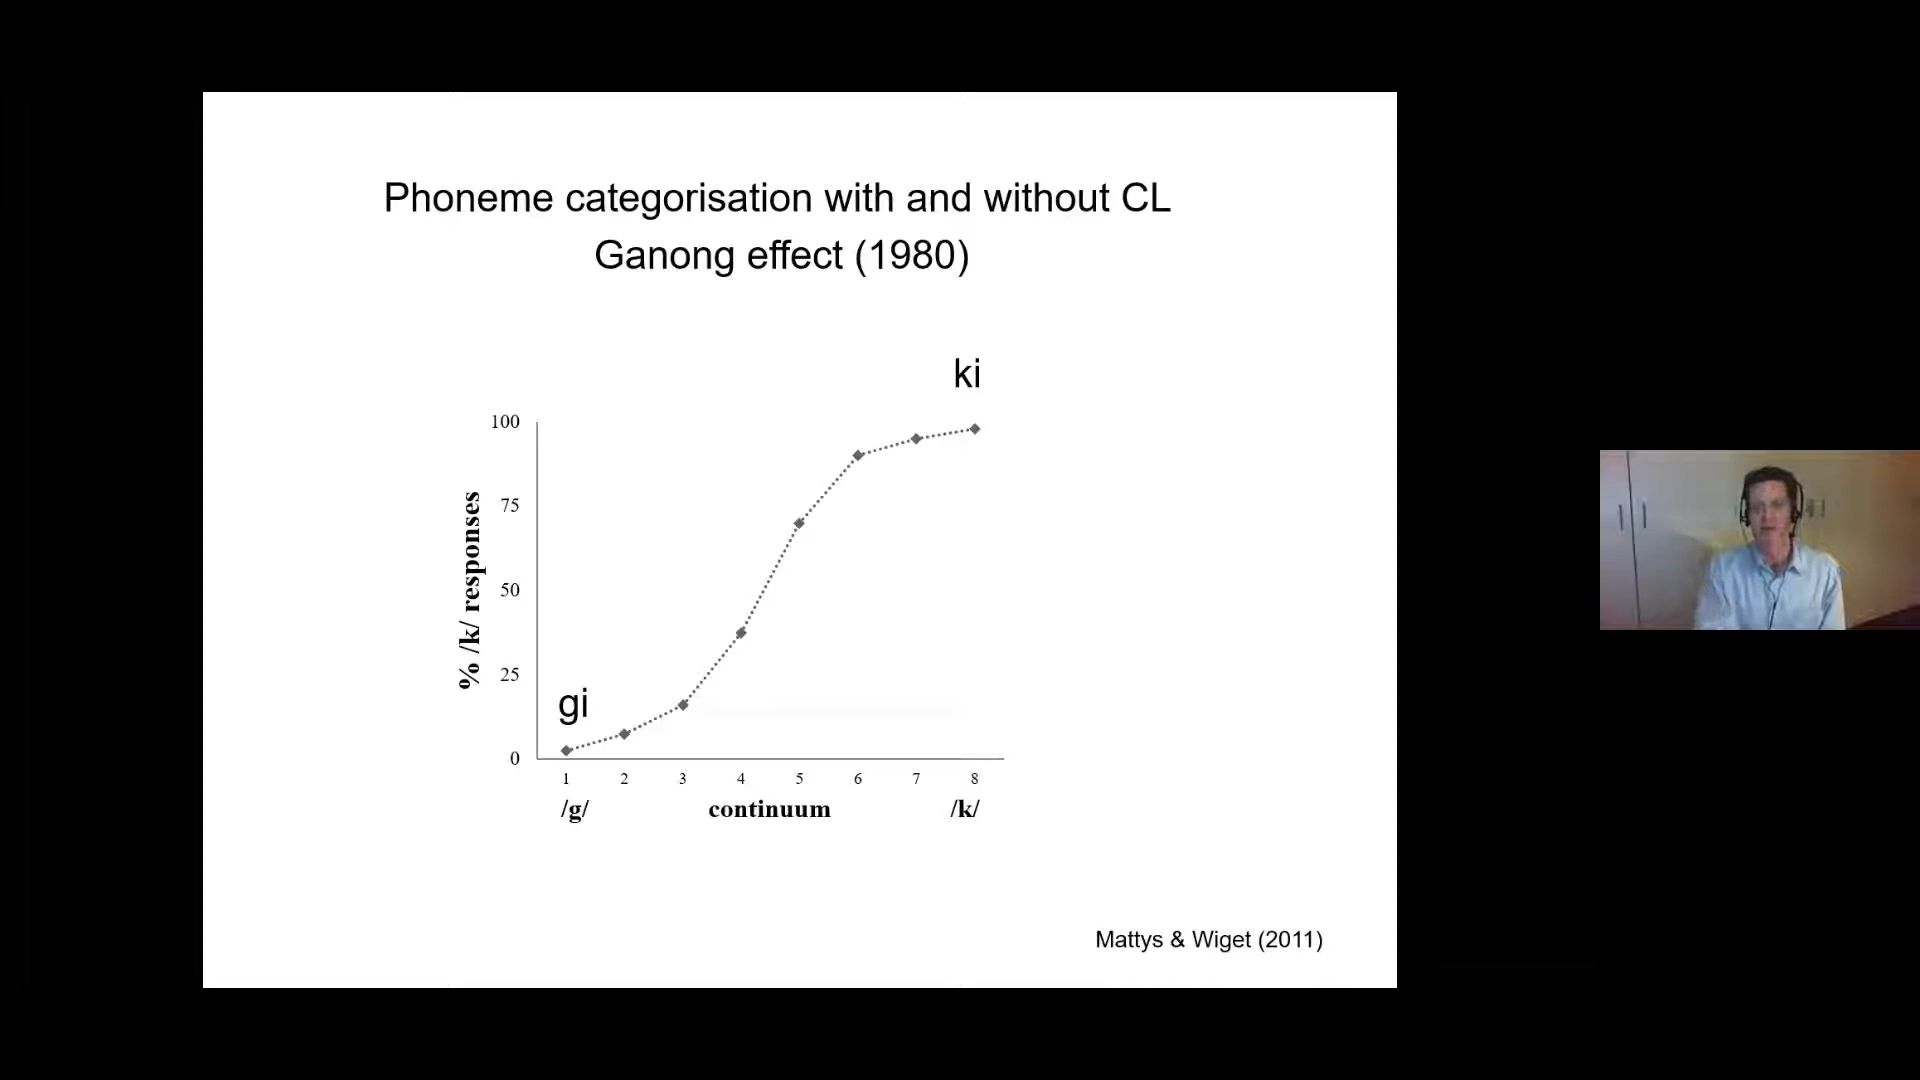 Phoneme categorisation with and without CL
Ganong effect (1980)
ki
100
75
50
25
0
% /k/ responses
gi
1 2 3 4 5 6 7 8
/g/ continuum /k/
Mattys & Wiget (2011)